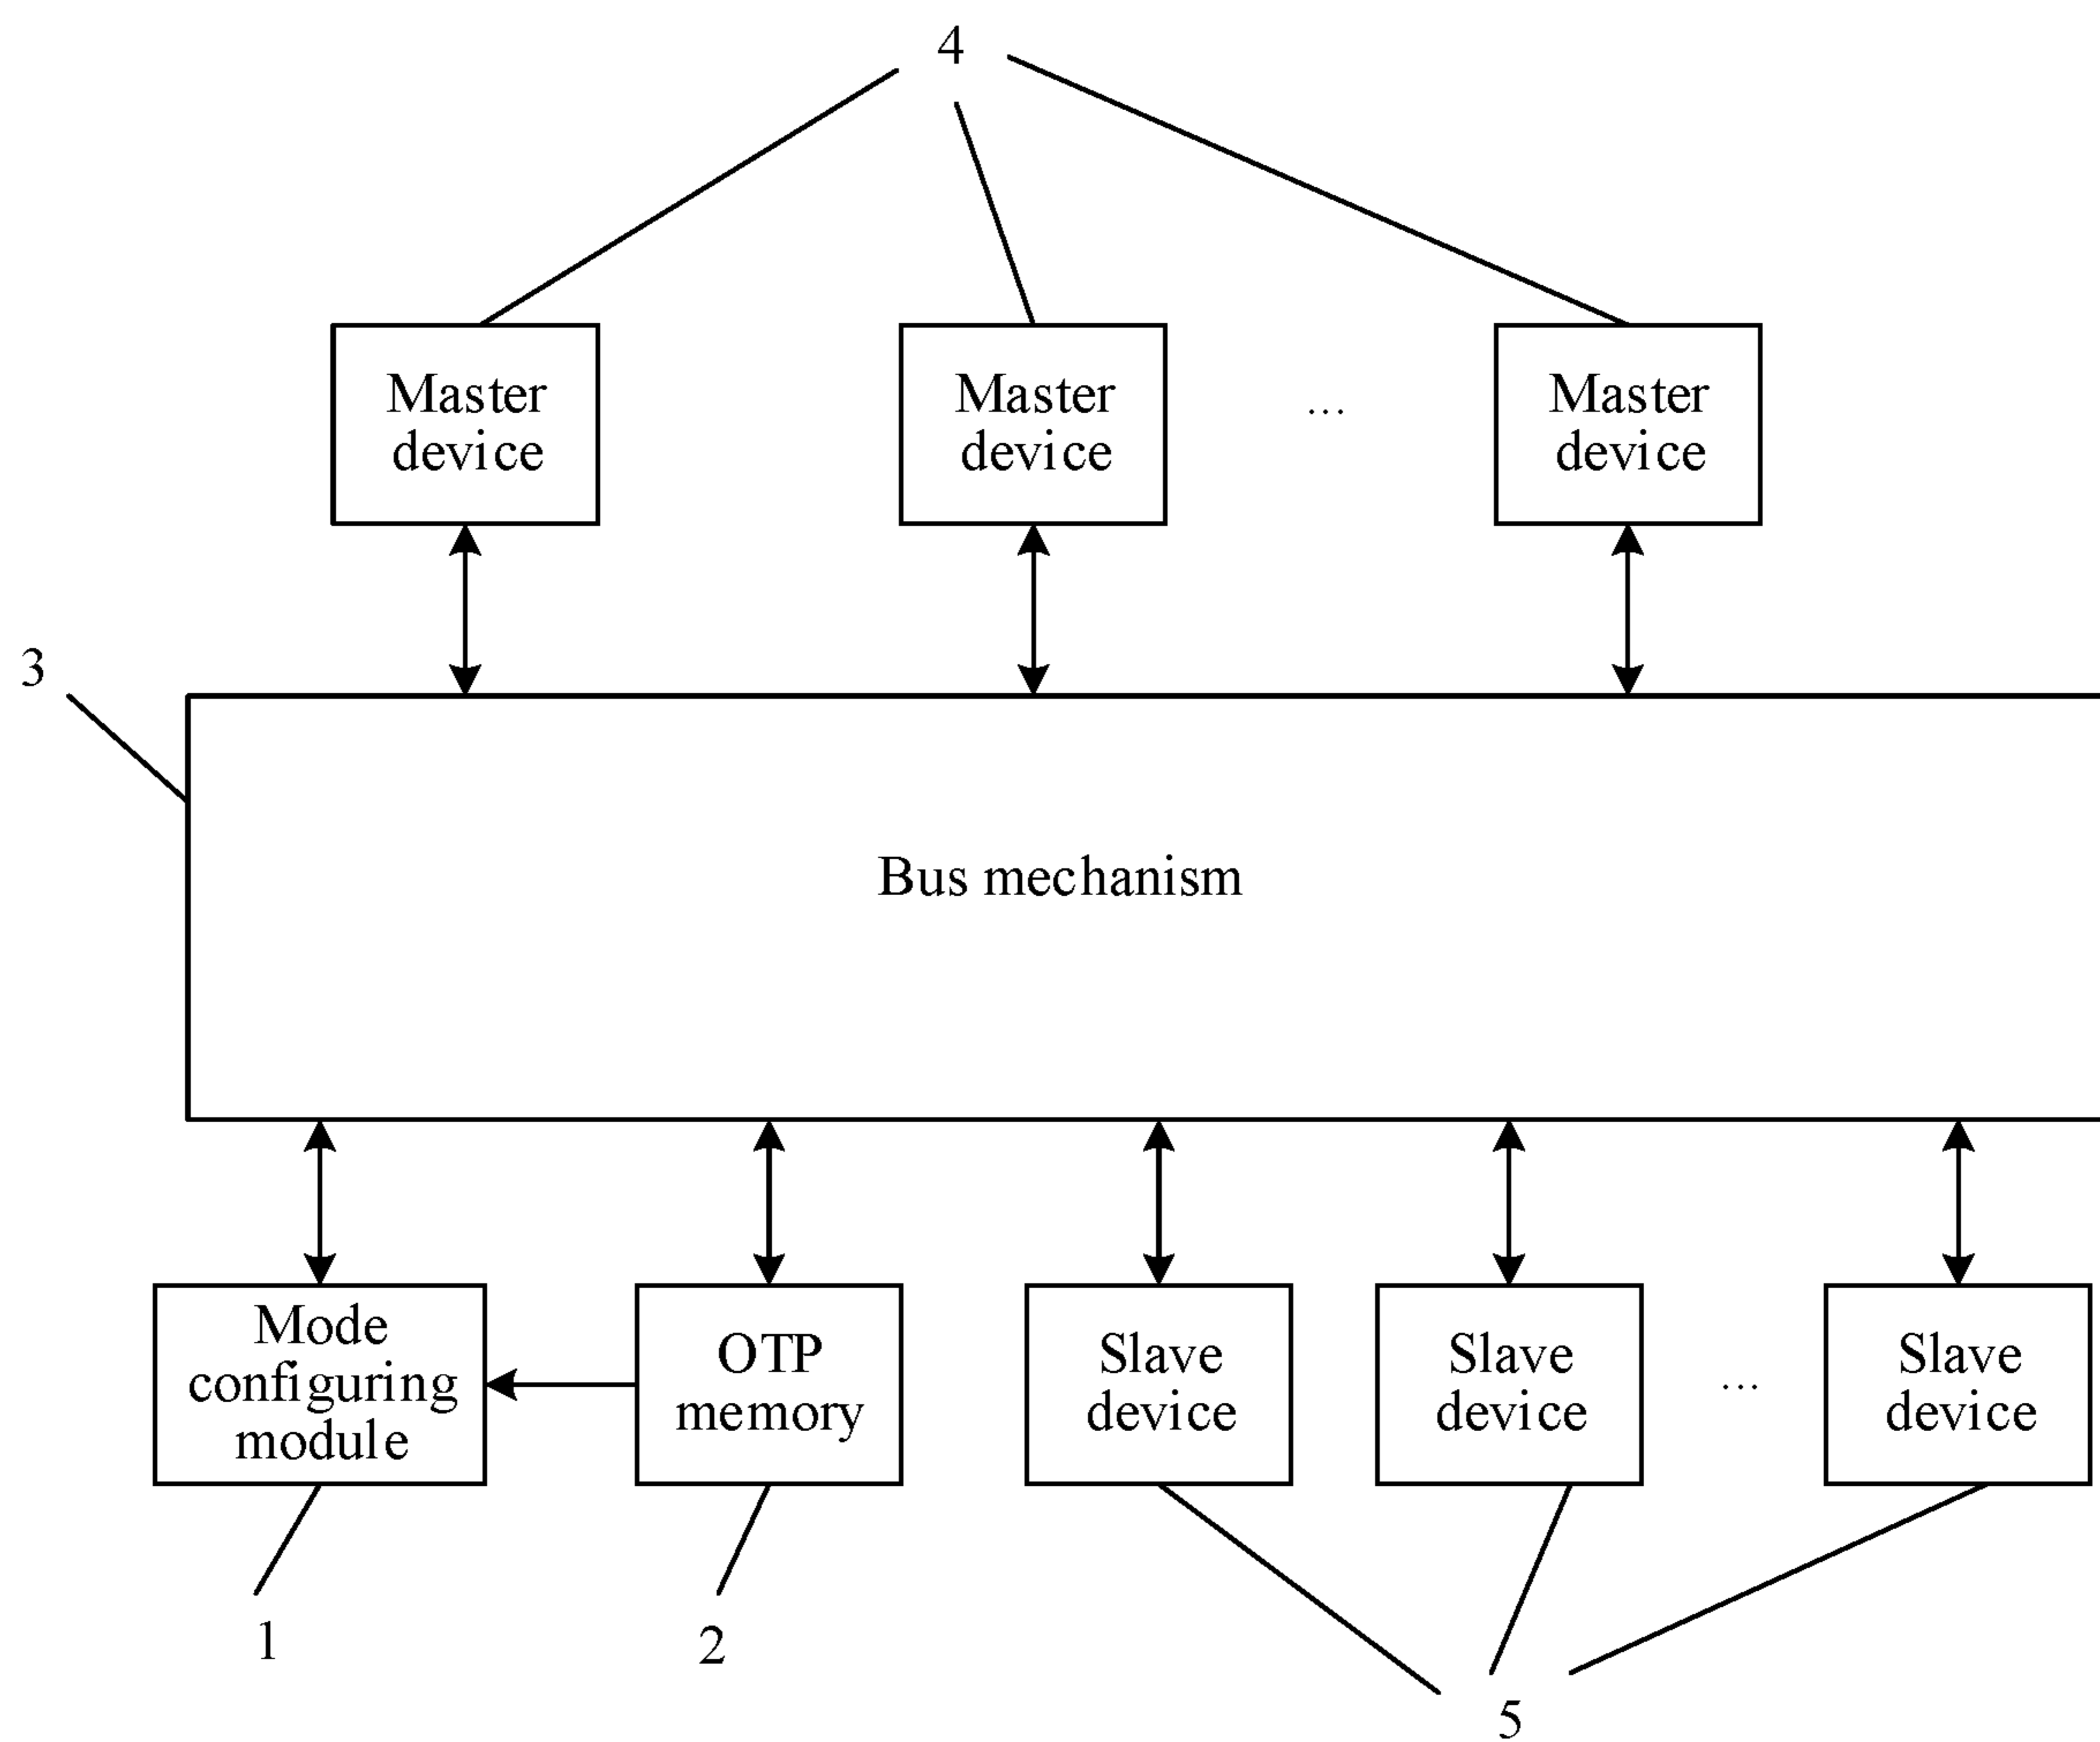 4
Master
device
Master
device
...
Master
device
3
Bus mechanism
Mode
configuring
module
OTP
memory
Slave
device
Slave
device
...
Slave
device
1
2
5